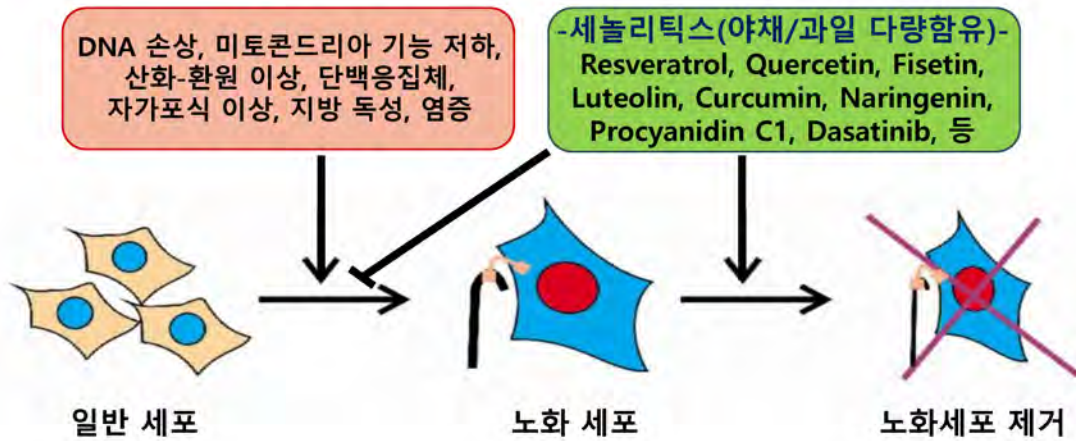 DNA 손상, 미토콘드리아 기능 저하,
산화-환원 이상, 단백응집체,
자가포식 이상, 지방 독성, 염증
-세놀리틱스(야채/과일 다량함유)-
Resveratrol, Quercetin, Fisetin,
Luteolin, Curcumin, Naringenin,
Procyanidin C1, Dasatinib, 등
일반 세포
노화 세포
노화세포 제거